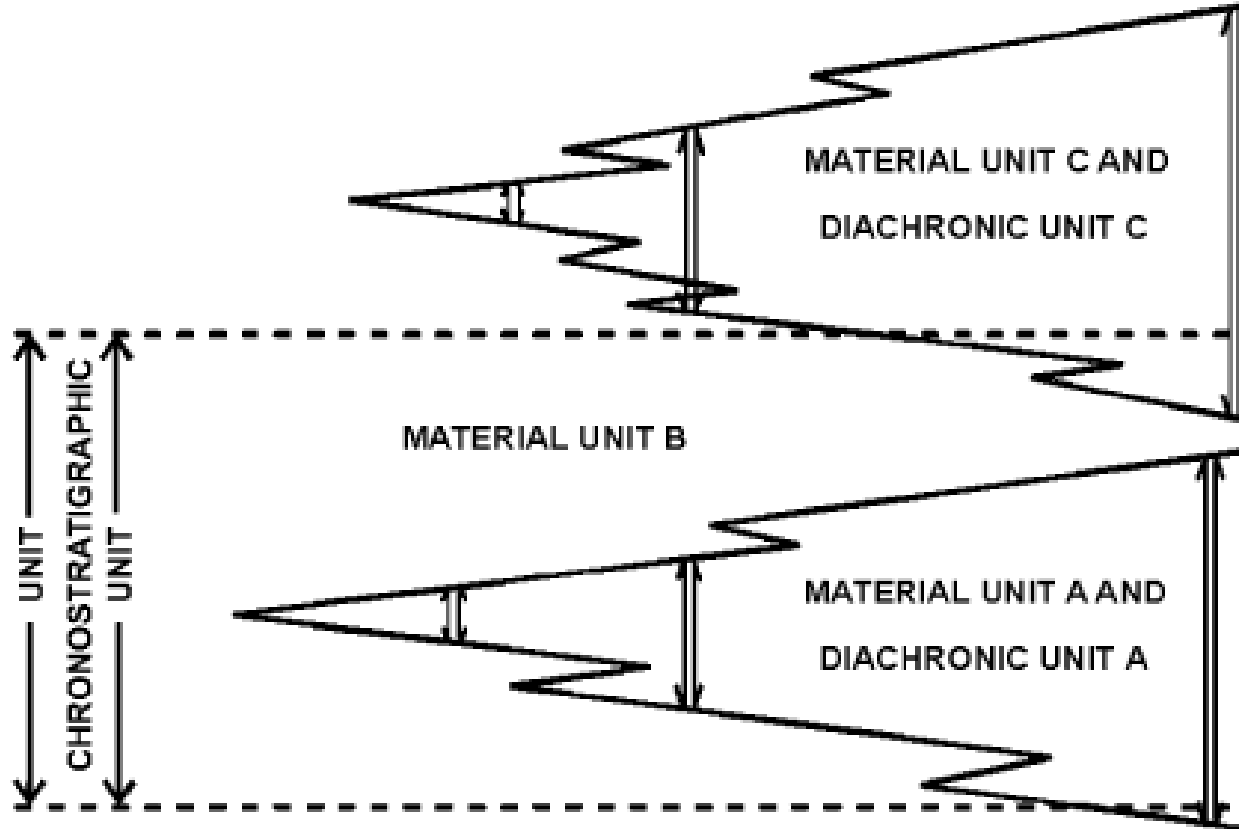 MATERIAL UNIT C AND
DIACHRONIC UNIT C
MATERIAL UNIT B
UNIT
CHRONOSTRATIGRAPHIC
UNIT
MATERIAL UNIT A AND
DIACHRONIC UNIT A